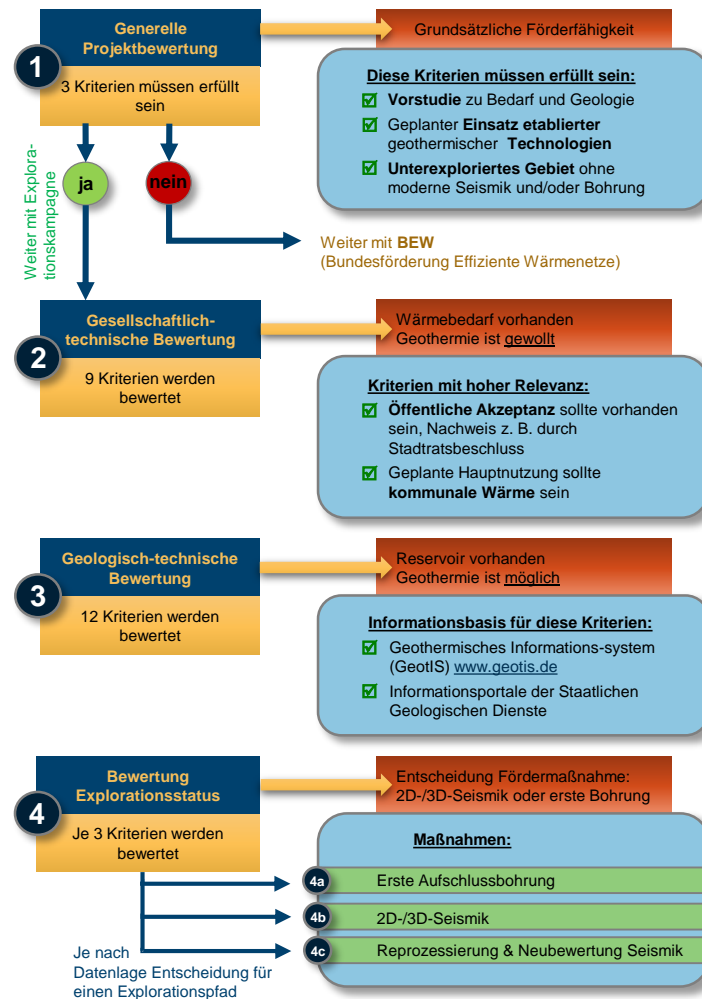 Generelle
Projektbewertung
1
3 Kriterien müssen erfüllt
sein
Grundsätzliche Förderfähigkeit
Diese Kriterien müssen erfüllt sein:
Vorstudie zu Bedarf und Geologie
Geplanter Einsatz etablierter
geothermischer Technologien
Unterexploriertes Gebiet ohne
moderne Seismik und/oder Bohrung
ja
nein
Weiter mit Explora-
tionskampagne
Weiter mit BEW
(Bundesförderung Effiziente Wärmenetze)
Gesellschaftlich-
technische Bewertung
2
9 Kriterien werden
bewertet
Wärmebedarf vorhanden
Geothermie ist gewollt
Kriterien mit hoher Relevanz:
Öffentliche Akzeptanz sollte vorhanden
sein, Nachweis z. B. durch
Stadtratsbeschluss
Geplante Hauptnutzung sollte
kommunale Wärme sein
Geologisch-technische
Bewertung
3
12 Kriterien werden
bewertet
Reservoir vorhanden
Geothermie ist möglich
Informationsbasis für diese Kriterien:
Geothermisches Informations-system
(GeotIS) www.geotis.de
Informationsportale der Staatlichen
Geologischen Dienste
Bewertung
Explorationsstatus
4
Je 3 Kriterien werden
bewertet
Entscheidung Fördermaßnahme:
2D-/3D-Seismik oder erste Bohrung
Maßnahmen:
4a Erste Aufschlussbohrung
4b 2D-/3D-Seismik
4c Reprozessierung & Neubewertung Seismik
Je nach
Datenlage Entscheidung für
einen Explorationspfad